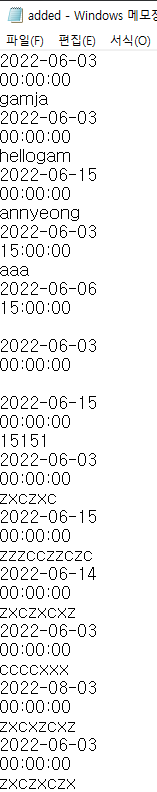 added - Windows 메모장
파일(F) 편집(E) 서식(O)
2022-06-03
00:00:00
gamja
2022-06-03
00:00:00
hellogam
2022-06-15
00:00:00
annyeong
2022-06-03
15:00:00
aaa
2022-06-06
15:00:00

2022-06-03
00:00:00

2022-06-15
00:00:00
15151
2022-06-03
00:00:00
zxczxc
2022-06-15
00:00:00
zzzcczzczc
2022-06-14
00:00:00
zxczxcxz
2022-06-03
00:00:00
ccccxxx
2022-08-03
00:00:00
zxcxzcxz
2022-06-03
00:00:00
zxczxczx